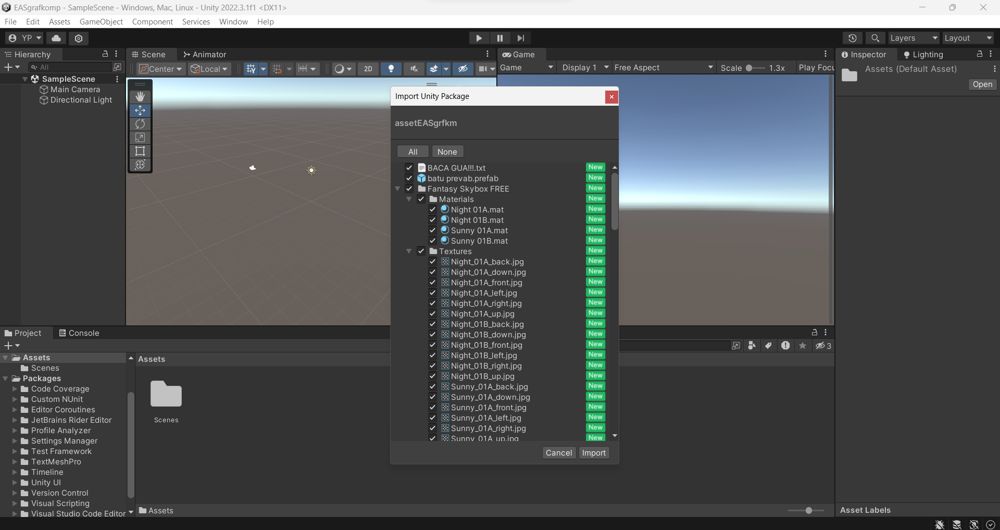 EASgrafkomp - SampleScene - Windows, Mac, Linux - Unity 2022.3.1f1 <DX11>
File Edit Assets GameObject Component Services Window Help
YP Layers Layout
Hierarchy Scene Animator Game Inspector Lighting
All Center Local 2D Game Display 1 Free Aspect Scale 1.3x Play Focu
Assets (Default Asset)
Open
SampleScene
Main Camera
Directional Light
Import Unity Package
assetEASgrfkm
All None
BACA GUA!!!.txt New
batu prevab.prefab New
Fantasy Skybox FREE New
Materials New
Night 01A.mat New
Night 01B.mat New
Sunny 01A.mat New
Sunny 01B.mat New
Textures New
Night_01A_back.jpg New
Night_01A_down.jpg New
Night_01A_front.jpg New
Night_01A_left.jpg New
Night_01A_right.jpg New
Night_01A_up.jpg New
Night_01B_back.jpg New
Night_01B_down.jpg New
Night_01B_front.jpg New
Night_01B_left.jpg New
Night_01B_right.jpg New
Night_01B_up.jpg New
Sunny_01A_back.jpg New
Sunny_01A_down.jpg New
Sunny_01A_front.jpg New
Sunny_01A_left.jpg New
Sunny_01A_right.jpg New
Sunny_01A_up.jpg New
Cancel Import
Project Console
3
Assets
Scenes
Packages
Code Coverage
Custom NUnit
Editor Coroutines
JetBrains Rider Editor
Profile Analyzer
Settings Manager
Test Framework
TextMeshPro
Timeline
Unity UI
Version Control
Visual Scripting
Visual Studio Code Editor
Assets
Scenes
Assets
Asset Labels